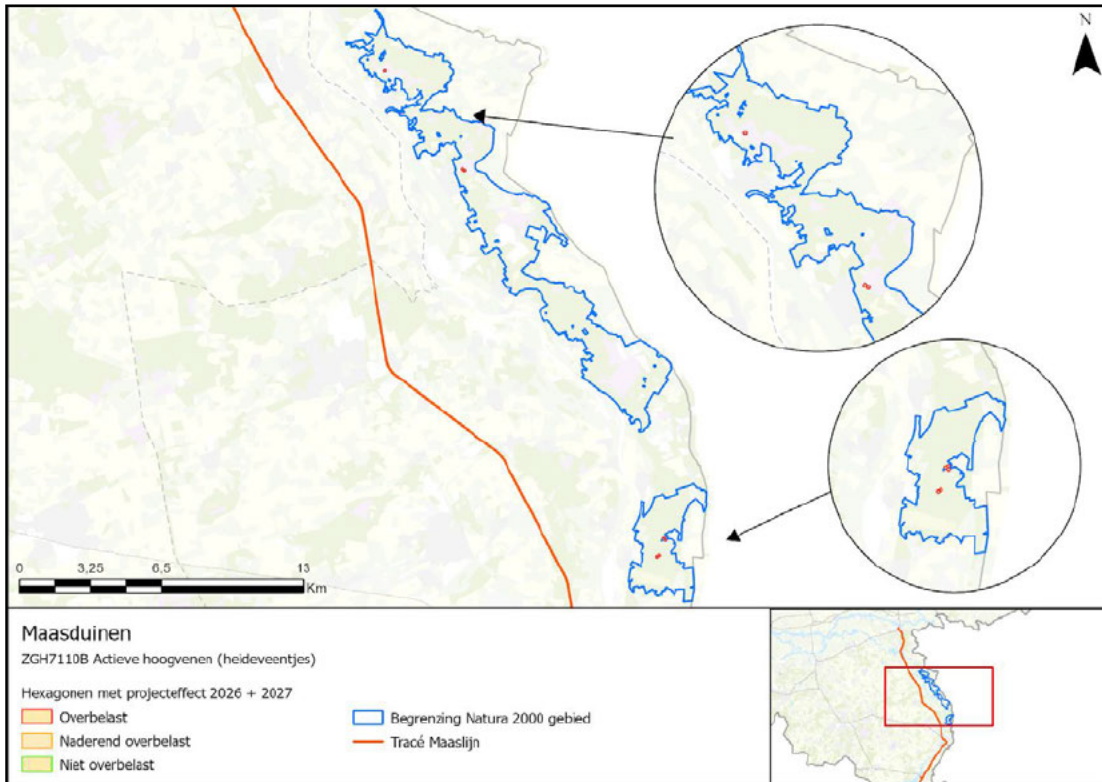 N
0 3,25 6,5 13
Km
Maasduinen
ZGH7110B Actieve hoogvenen (heideveentjes)
Hexagonen met projecteffect 2026 + 2027
Overbelast
Naderend overbelast
Niet overbelast
Begrenzing Natura 2000 gebied
Tracé Maaslijn